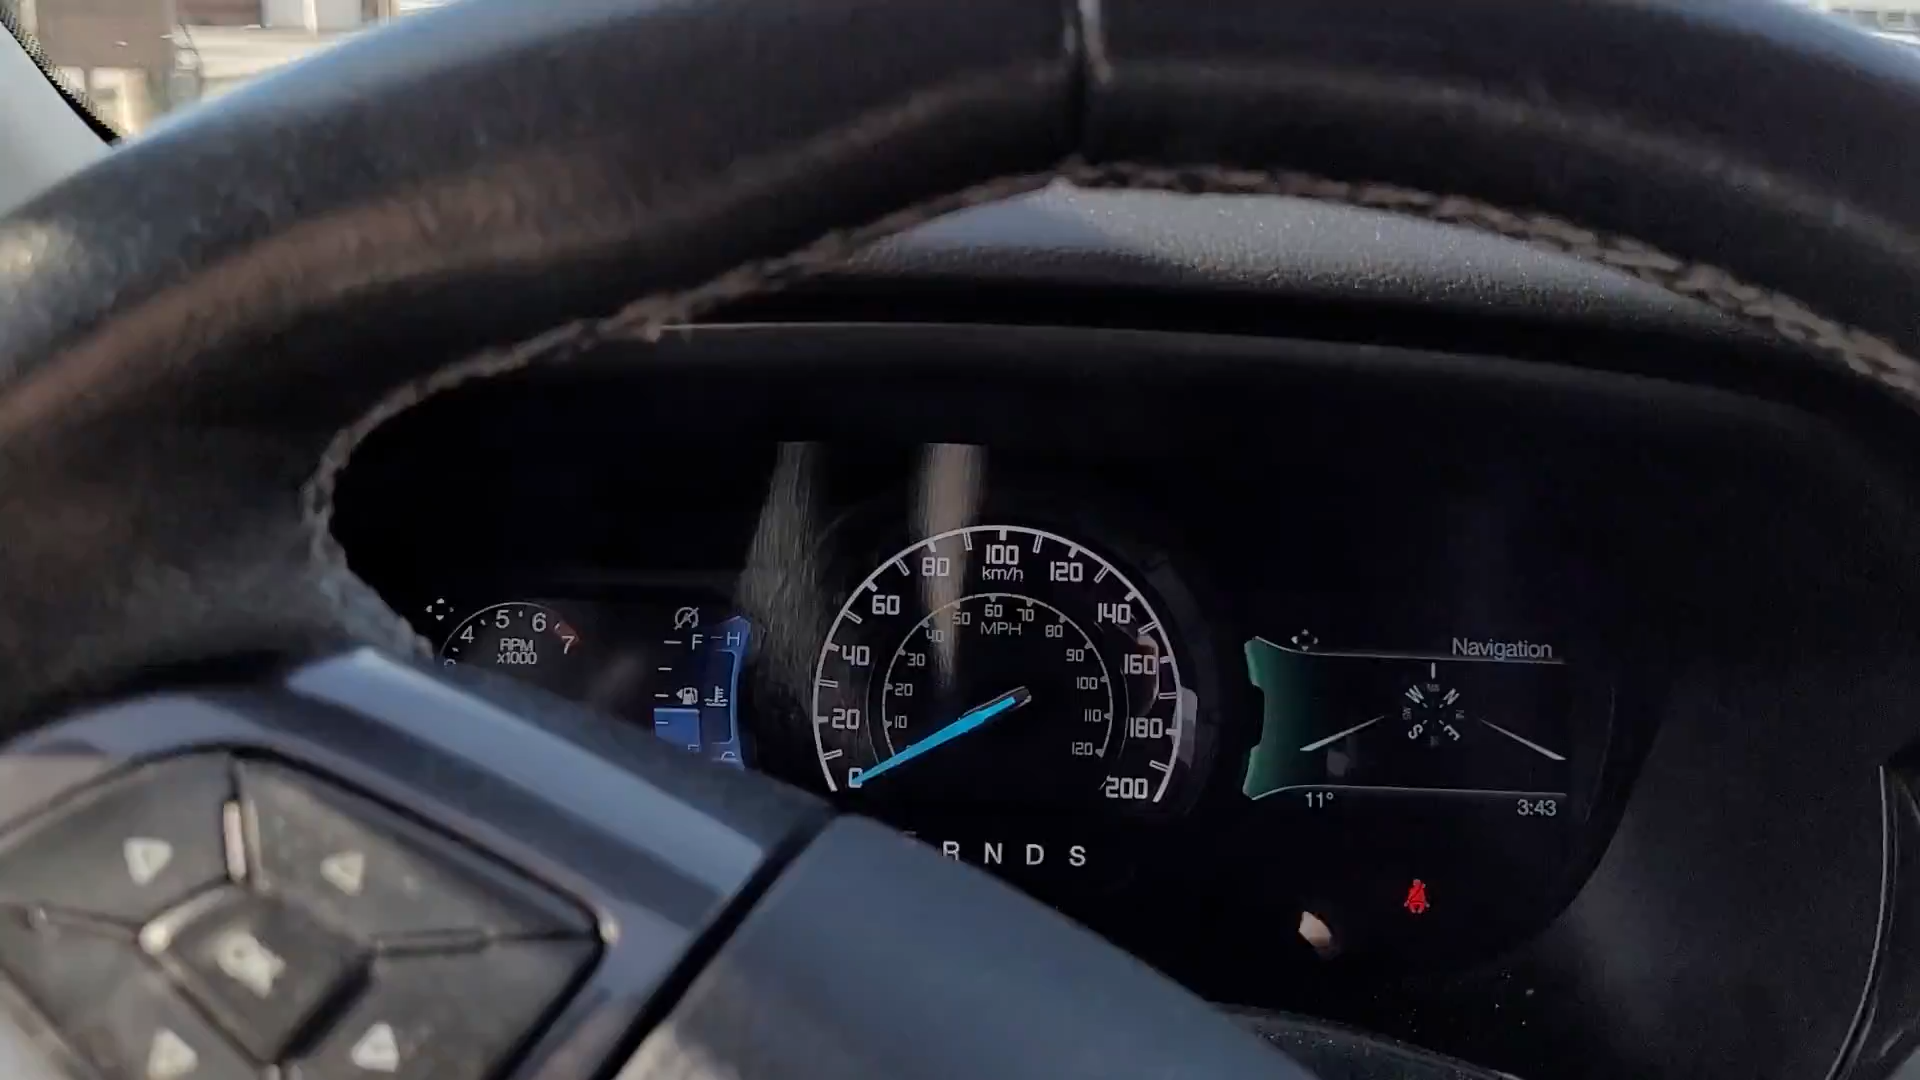 4 5 6 7
RPM
x1000
F H
0 20 40 60 80 100 120 140 160 180 200
km/h
10 20 30 40 50 60 70 80 90 100 110 120
MPH
R N D S
Navigation
W N
S E
11° 3:43